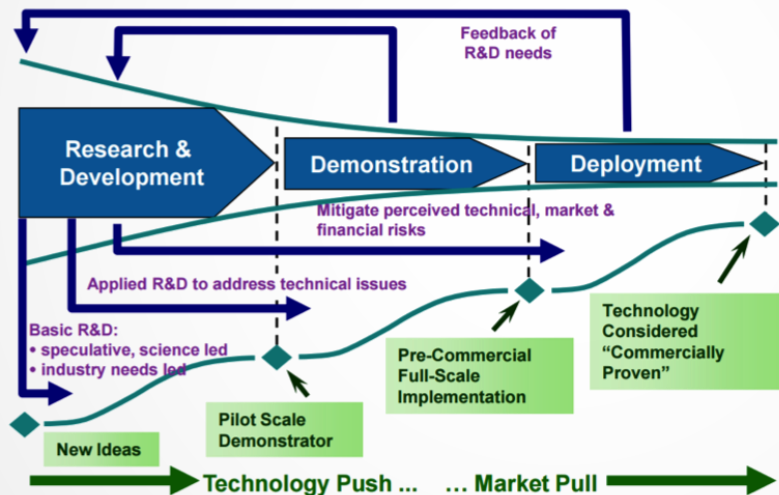 Feedback of
R&D needs
Research &
Development
Demonstration
Deployment
Mitigate perceived technical, market &
financial risks
Applied R&D to address technical issues
Basic R&D:
• speculative, science led
• industry needs led
Technology
Considered
“Commercially
Proven”
Pre-Commercial
Full-Scale
Implementation
Pilot Scale
Demonstrator
New Ideas
Technology Push ... ... Market Pull